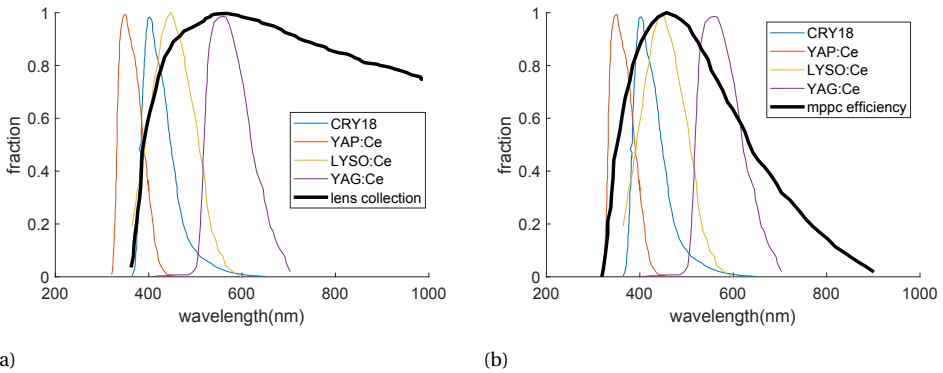 1
0.8
0.6
0.4
0.2
0
fraction
200
400
600
800
1000
wavelength(nm)
CRY18
YAP:Ce
LYSO:Ce
YAG:Ce
lens collection
a)
1
0.8
0.6
0.4
0.2
0
fraction
200
400
600
800
1000
wavelength(nm)
CRY18
YAP:Ce
LYSO:Ce
YAG:Ce
mppc efficiency
(b)